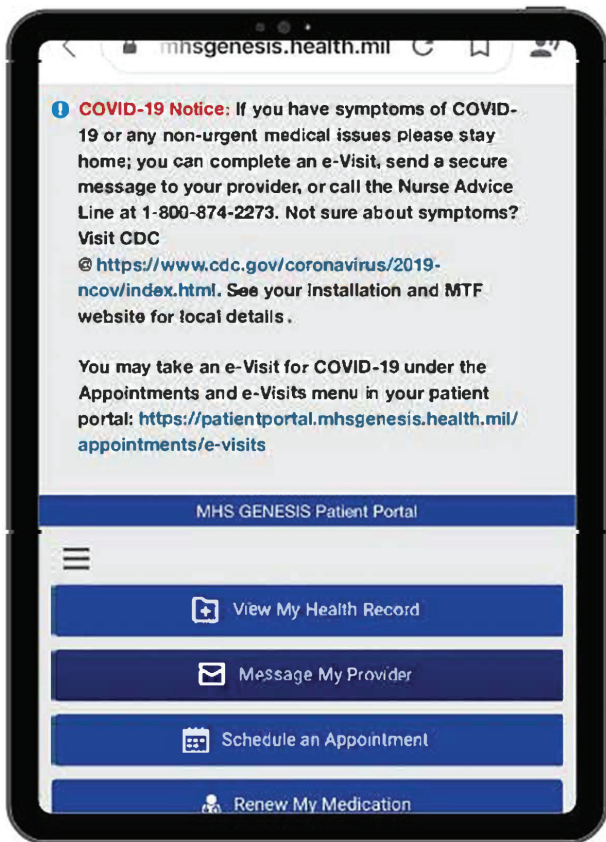 mhsgenesis.health.mil
COVID-19 Notice: If you have symptoms of COVID-
19 or any non-urgent medical issues please stay
home; you can complete an e-Visit, send a secure
message to your provider, or call the Nurse Advice
Line at 1-800-874-2273. Not sure about symptoms?
Visit CDC
@ https://www.cdc.gov/coronavirus/2019-
ncov/index.html. See your Installation and MTF
website for local details .
You may take an e-Visit for COVID-19 under the
Appointments and e-Visits menu in your patient
portal: https://patientportal.mhsgenesis.health.mil/
appointments/e-visits
MHS GENESIS Patient Portal
View My Health Record
Message My Provider
Schedule an Appointment
Renew My Medication